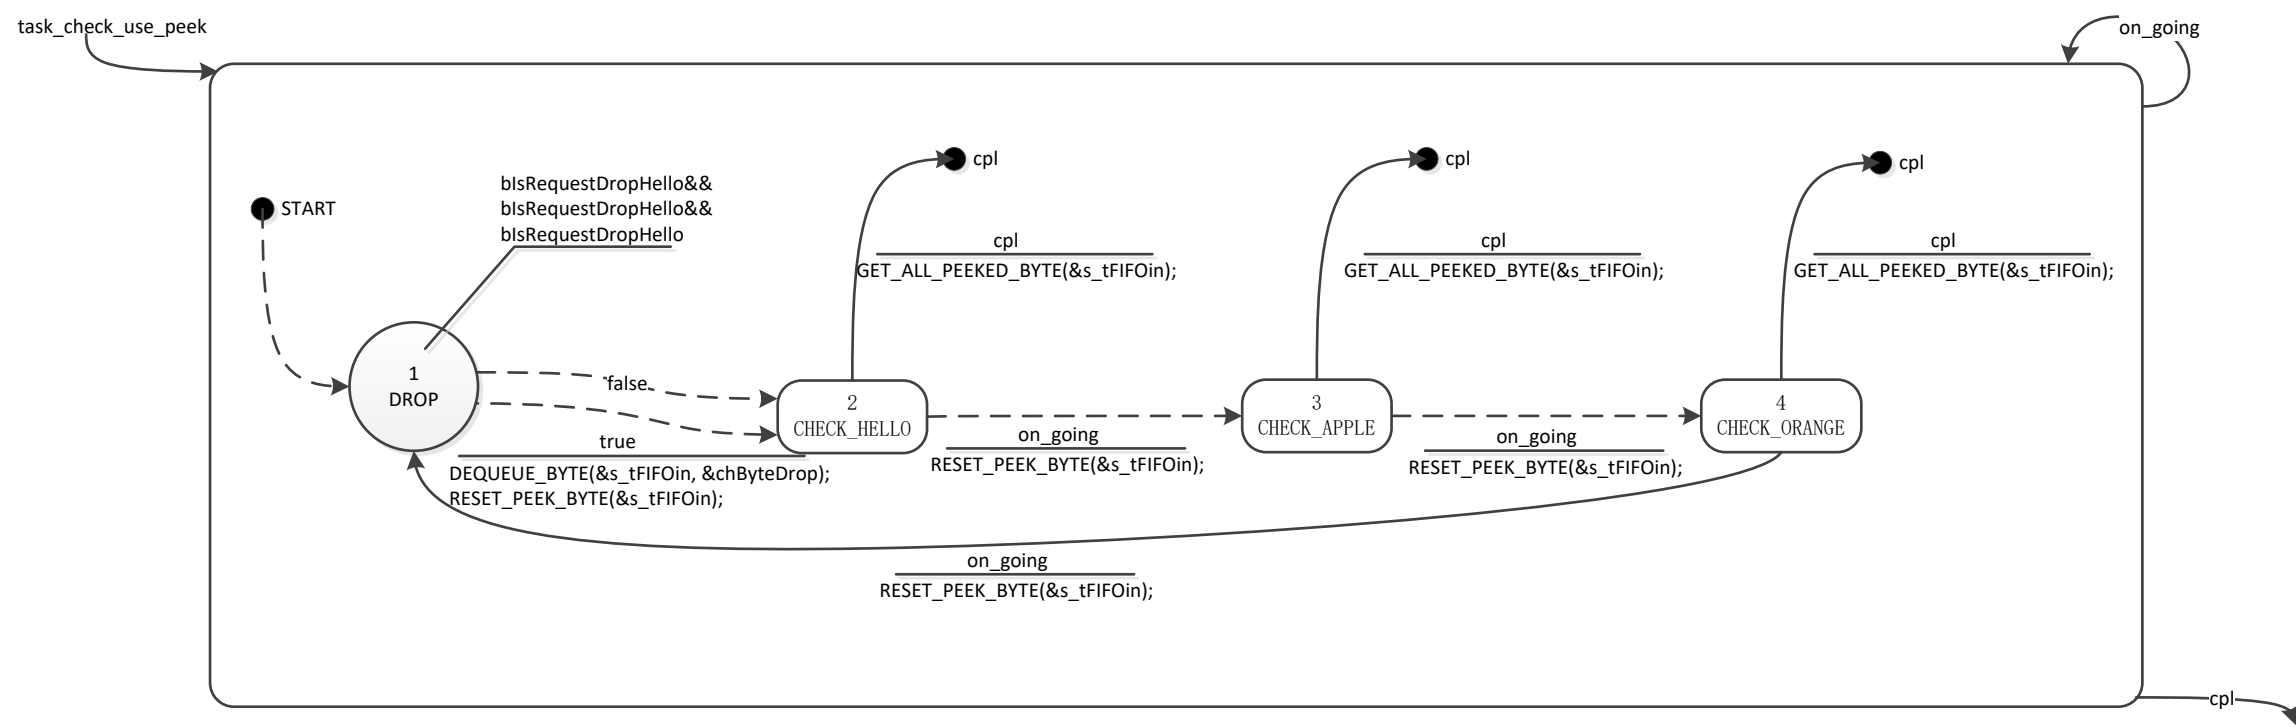 task_check_use_peek
on_going
cpl
cpl
cpl
bIsRequestDropHello&&
bIsRequestDropHello&&
bIsRequestDropHello
START
cpl
GET_ALL_PEEKED_BYTE(&s_tFIFOin);
cpl
GET_ALL_PEEKED_BYTE(&s_tFIFOin);
cpl
GET_ALL_PEEKED_BYTE(&s_tFIFOin);
1
DROP
false
2
CHECK_HELLO
3
CHECK_APPLE
4
CHECK_ORANGE
true
DEQUEUE_BYTE(&s_tFIFOin, &chByteDrop);
RESET_PEEK_BYTE(&s_tFIFOin);
on_going
RESET_PEEK_BYTE(&s_tFIFOin);
on_going
RESET_PEEK_BYTE(&s_tFIFOin);
on_going
RESET_PEEK_BYTE(&s_tFIFOin);
cpl